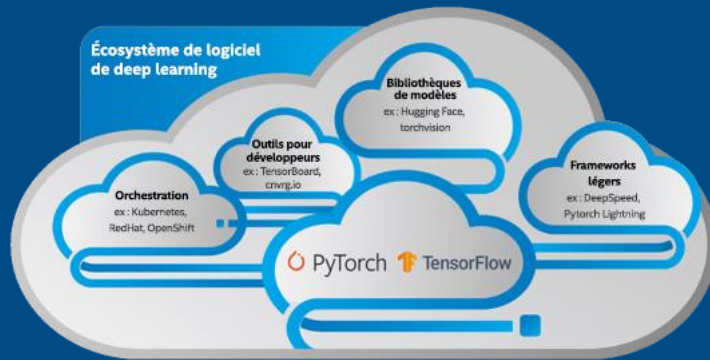 Écosystème de logiciel
de deep learning
Bibliothèques
de modèles
ex : Hugging Face,
torchvision
Outils pour
développeurs
ex : TensorBoard,
cnvrg.io
Frameworks
légers
ex : DeepSpeed,
Pytorch Lightning
Orchestration
ex : Kubernetes,
RedHat, OpenShift
PyTorch TensorFlow